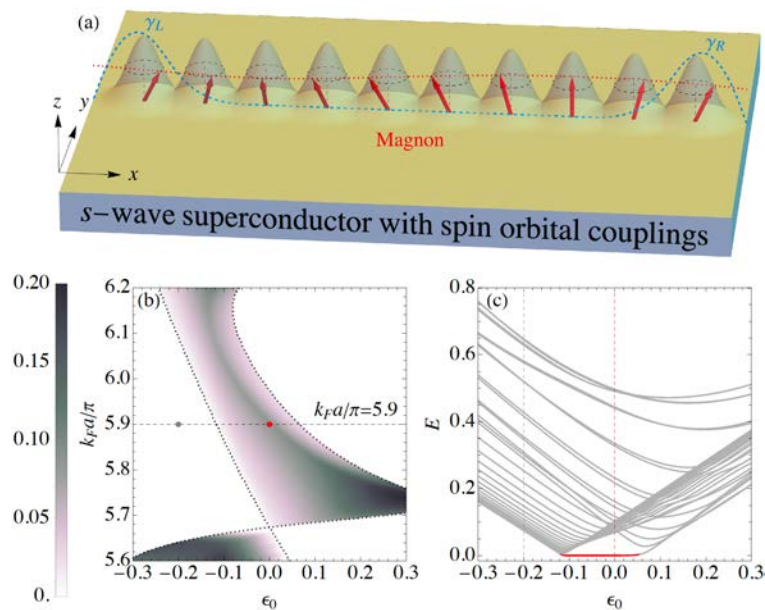 (a)
γL
γR
z
y
x
Magnon
s-wave superconductor with spin orbital couplings
0.20
0.15
0.10
0.05
0.
(b)
6.2
6.1
6.0
5.9
5.8
5.7
5.6
kFa/π
kFa/π=5.9
-0.3 -0.2 -0.1 0.0 0.1 0.2 0.3
ϵ0
(c)
0.8
0.6
0.4
0.2
0.0
E
-0.3 -0.2 -0.1 0.0 0.1 0.2 0.3
ϵ0